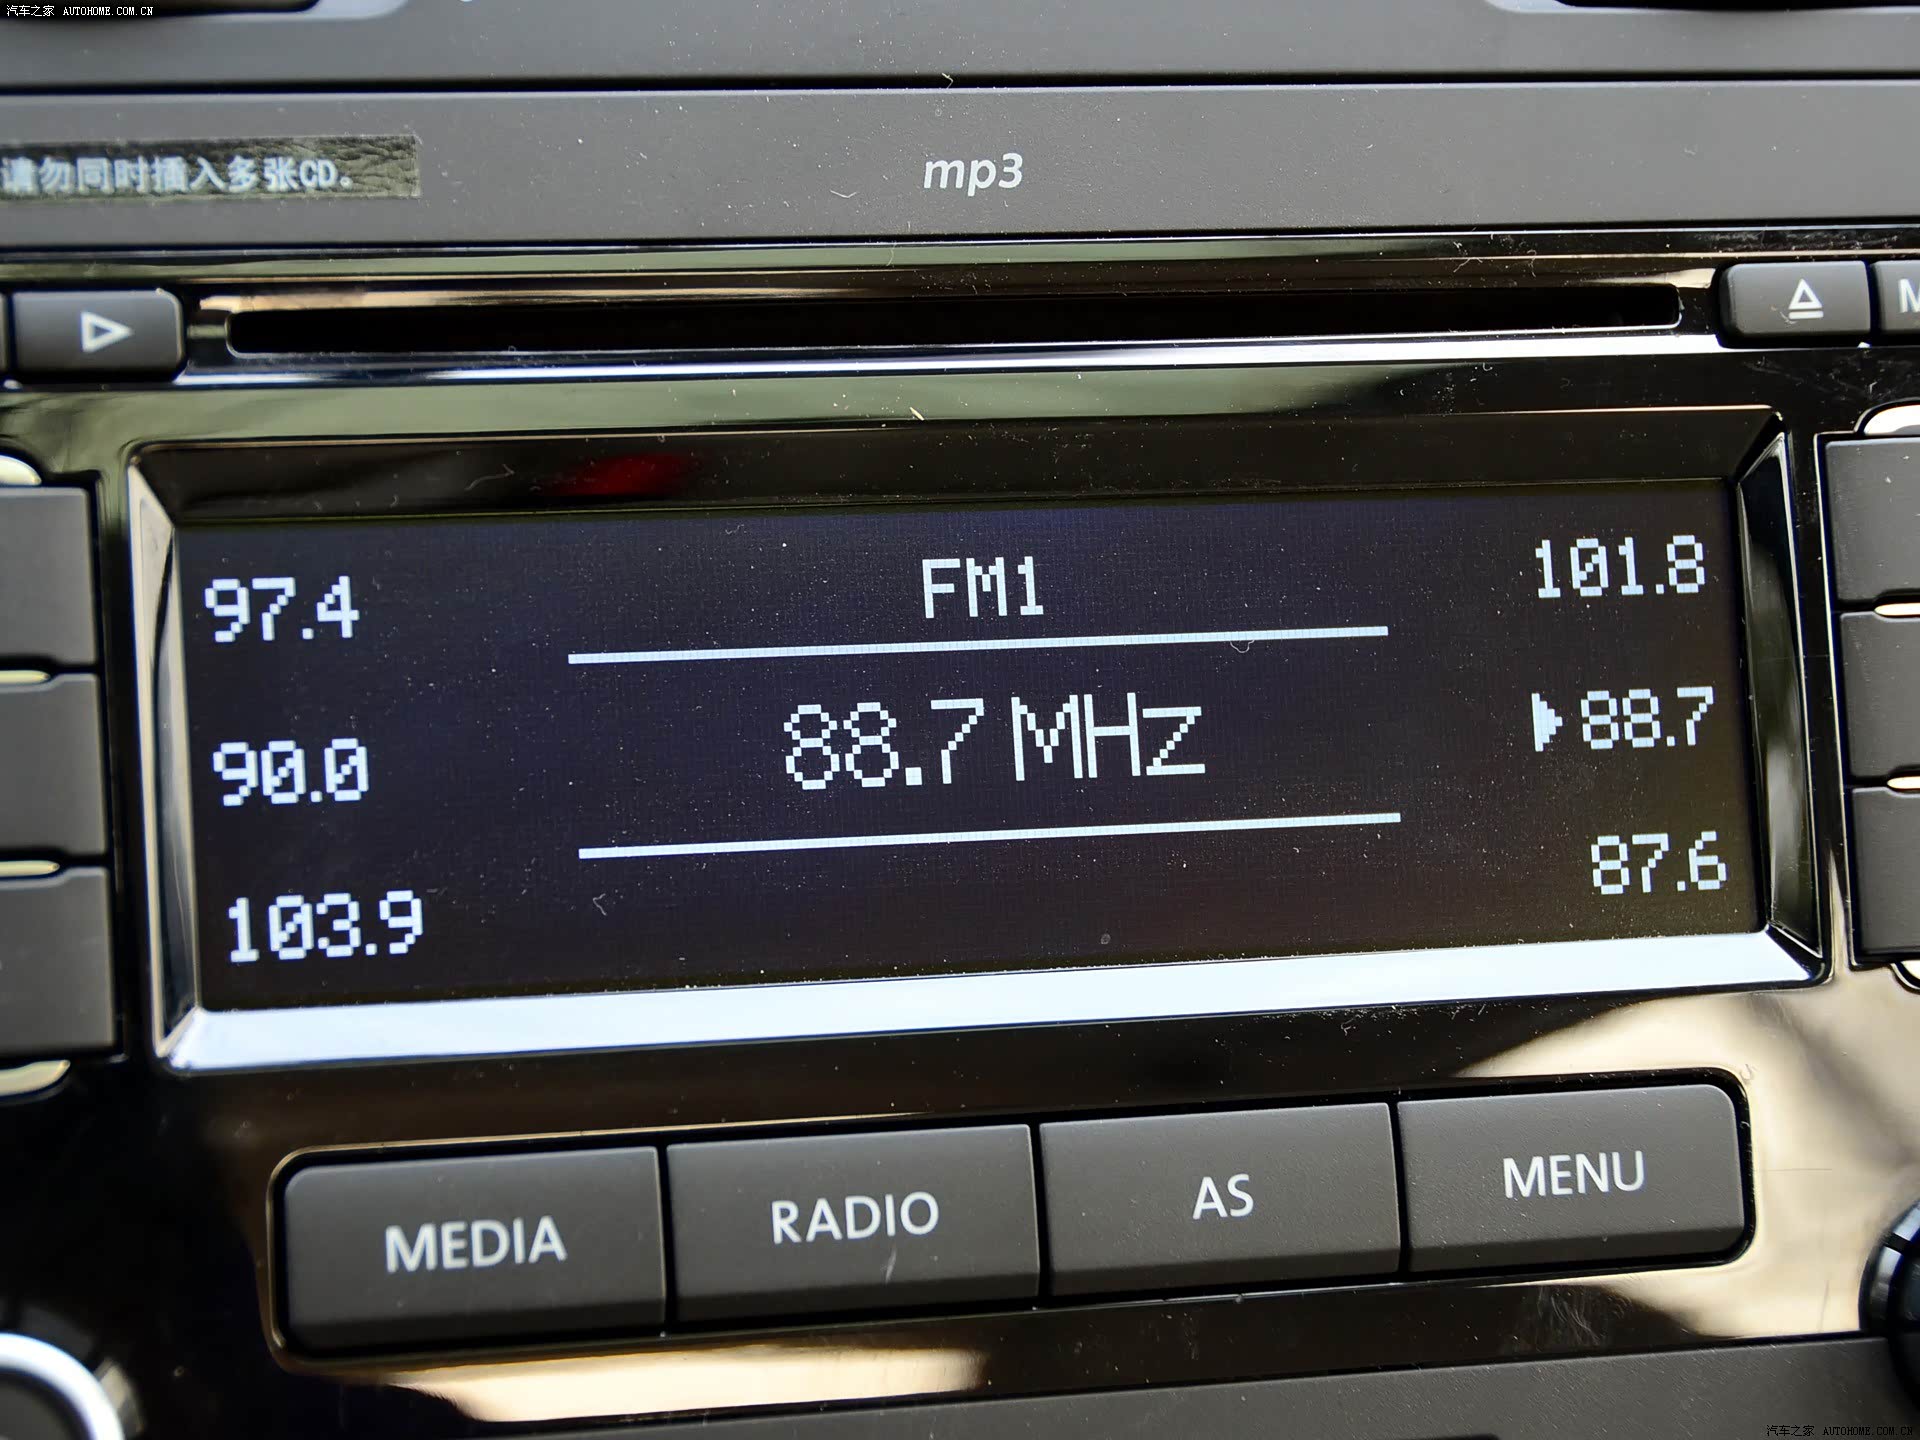 汽车之家 AUTOHOME.COM.CN
请勿同时插入多张CD。
mp3
97.4
FM1
101.8
90.0
88.7 MHz
88.7
103.9
87.6
MEDIA
RADIO
AS
MENU
汽车之家 AUTOHOME.COM.CN